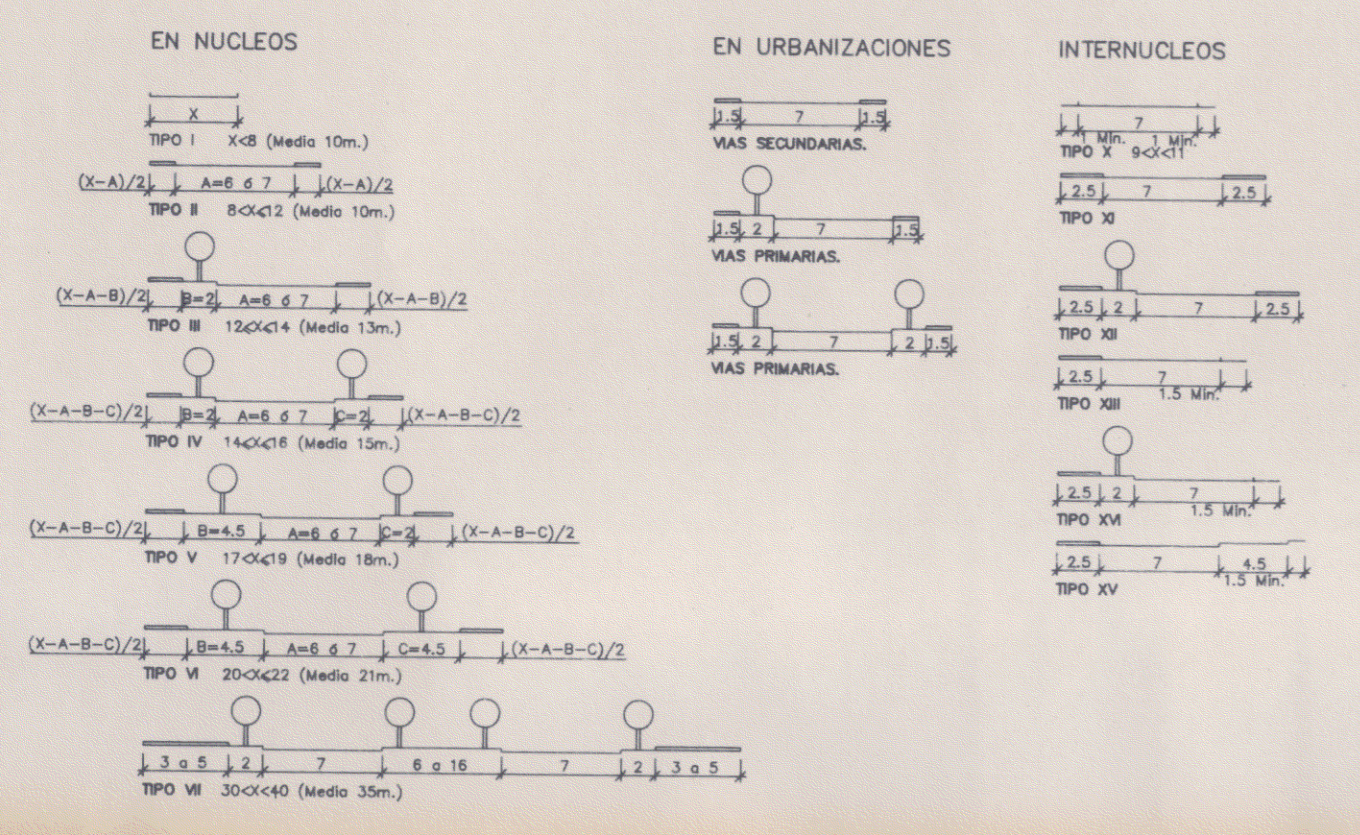 EN NUCLEOS
X
TIPO I X<8 (Media 10m.)
(X-A)/2 A=6 ó 7 (X-A)/2
TIPO II 8<X⩽12 (Media 10m.)
(X-A-B)/2 B=2 A=6 ó 7 (X-A-B)/2
TIPO III 12⩽X⩽14 (Media 13m.)
(X-A-B-C)/2 B=2 A=6 ó 7 C=2 (X-A-B-C)/2
TIPO IV 14⩽X⩽16 (Media 15m.)
(X-A-B-C)/2 B=4.5 A=6 ó 7 C=2 (X-A-B-C)/2
TIPO V 17<X⩽19 (Media 18m.)
(X-A-B-C)/2 B=4.5 A=6 ó 7 C=4.5 (X-A-B-C)/2
TIPO VI 20<X⩽22 (Media 21m.)
3 a 5 2 7 6 a 16 7 2 3 a 5
TIPO VII 30<X<40 (Media 35m.)
EN URBANIZACIONES
1.5 7 1.5
VIAS SECUNDARIAS.
1.5 2 7 1.5
VIAS PRIMARIAS.
1.5 2 7 2 1.5
VIAS PRIMARIAS.
INTERNUCLEOS
7
1 Min. 1 Min.
TIPO X 9<X<11
2.5 7 2.5
TIPO XI
2.5 2 7 2.5
TIPO XII
2.5 7
1.5 Min.
TIPO XIII
2.5 2 7
1.5 Min.
TIPO XVI
2.5 7 4.5
1.5 Min.
TIPO XV